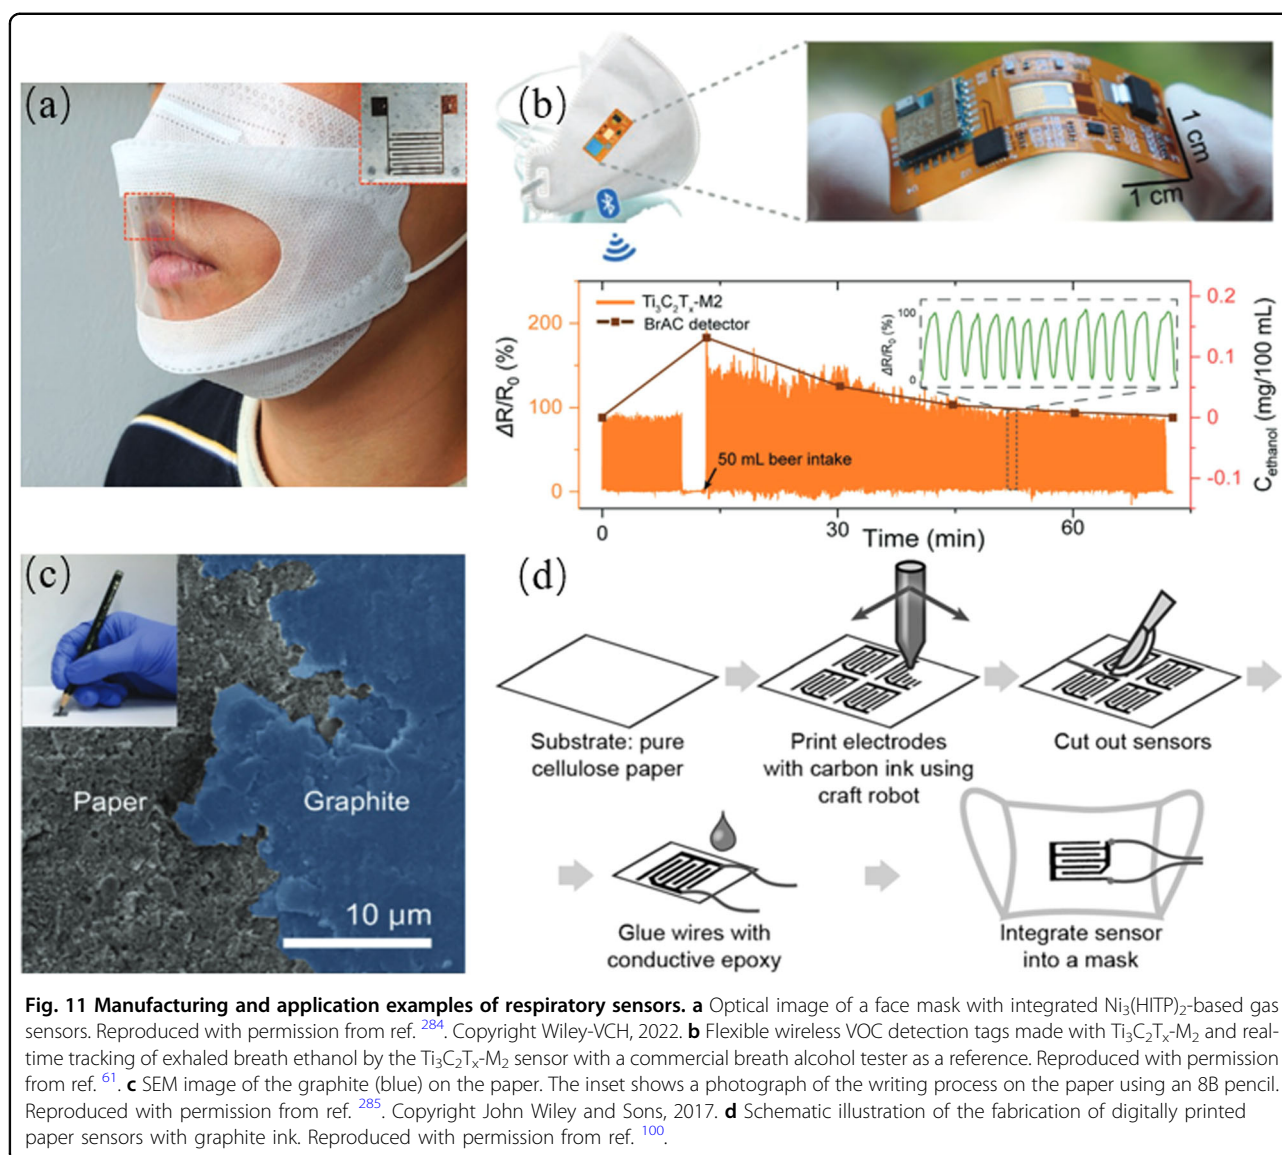 (a)
(b)
1 cm
1 cm
Ti₃C₂Tₓ-M2
BrAC detector
200
100
0
ΔR/R₀ (%)
100
0
ΔR/R₀ (%)
0.2
0.1
0
-0.1
C_ethanol (mg/100 mL)
50 mL beer intake
0
30
60
Time (min)
(c)
Paper
Graphite
10 μm
(d)
Substrate: pure
cellulose paper
Print electrodes
with carbon ink using
craft robot
Cut out sensors
Glue wires with
conductive epoxy
Integrate sensor
into a mask
Fig. 11 Manufacturing and application examples of respiratory sensors. a Optical image of a face mask with integrated Ni₃(HITP)₂-based gas
sensors. Reproduced with permission from ref. ²⁸⁴. Copyright Wiley-VCH, 2022. b Flexible wireless VOC detection tags made with Ti₃C₂Tₓ-M₂ and real-
time tracking of exhaled breath ethanol by the Ti₃C₂Tₓ-M₂ sensor with a commercial breath alcohol tester as a reference. Reproduced with permission
from ref. ⁶¹. c SEM image of the graphite (blue) on the paper. The inset shows a photograph of the writing process on the paper using an 8B pencil.
Reproduced with permission from ref. ²⁸⁵. Copyright John Wiley and Sons, 2017. d Schematic illustration of the fabrication of digitally printed
paper sensors with graphite ink. Reproduced with permission from ref. ¹⁰⁰.